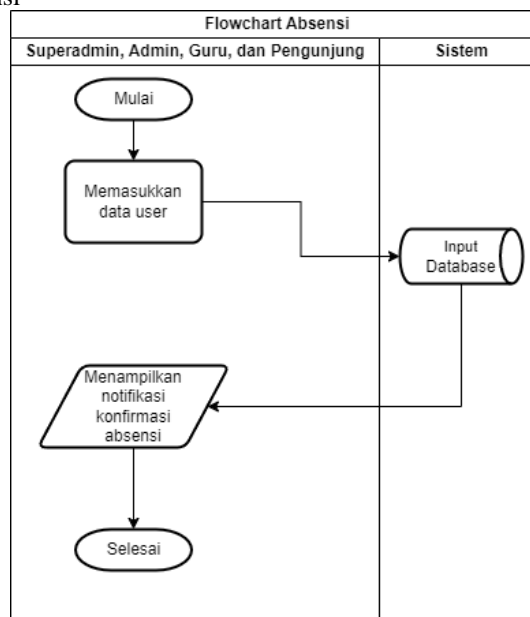 Flowchart Absensi
Superadmin, Admin, Guru, dan Pengunjung
Sistem
Mulai
Memasukkan
data user
Input
Database
Menampilkan
notifikasi
konfirmasi
absensi
Selesai